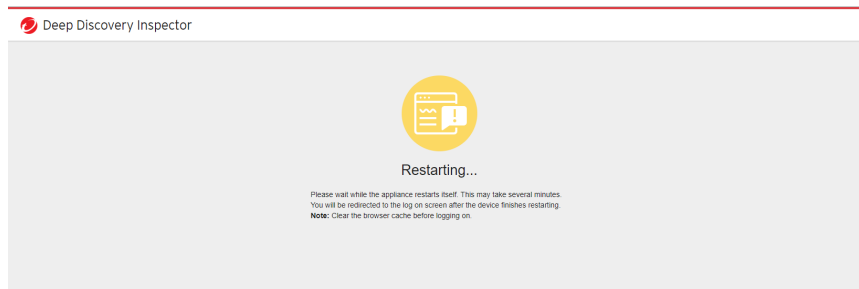 Deep Discovery Inspector
Restarting...
Please wait while the appliance restarts itself. This may take several minutes.
You will be redirected to the log on screen after the device finishes restarting.
Note: Clear the browser cache before logging on.